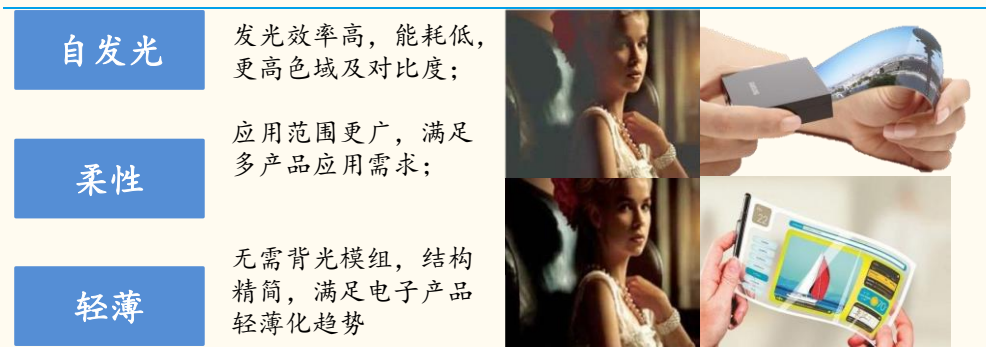 自发光
发光效率高，能耗低，
更高色域及对比度；
柔性
应用范围更广，满足
多产品应用需求；
轻薄
无需背光模组，结构
精简，满足电子产品
轻薄化趋势